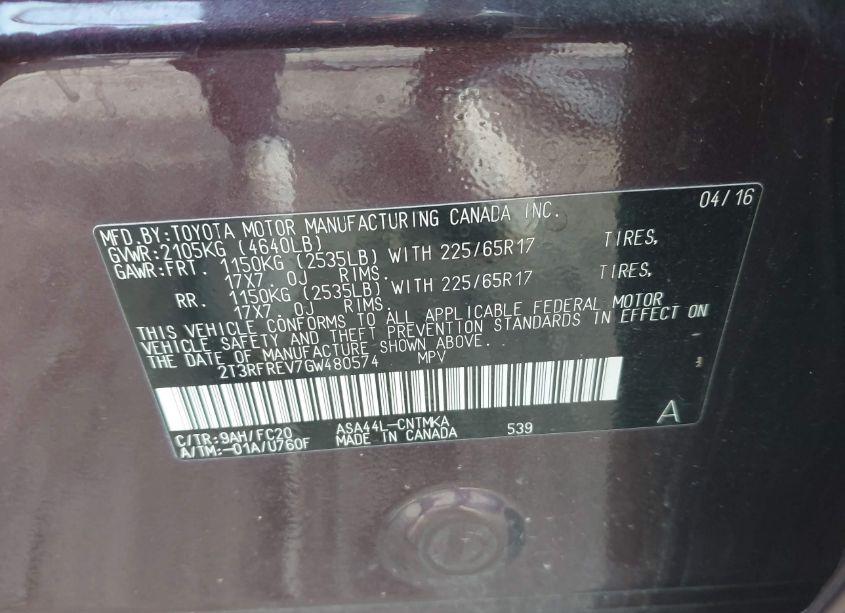 MFD.BY:TOYOTA MOTOR MANUFACTURING CANADA INC. 04/16
GVWR:2105KG (4640LB)
GAWR:FRT. 1150KG (2535LB) WITH 225/65R17 TIRES,
17X7.0J RIMS.
RR. 1150KG (2535LB) WITH 225/65R17 TIRES,
17X7.0J RIMS.
THIS VEHICLE CONFORMS TO ALL APPLICABLE FEDERAL MOTOR
VEHICLE SAFETY AND THEFT PREVENTION STANDARDS IN EFFECT ON
THE DATE OF MANUFACTURE SHOWN ABOVE.
2T3RFREV7GW480574 MPV
C/TR:9AH/FC20 ASA44L-CNTMKA 539 A
A/TM:-01A/U760F MADE IN CANADA